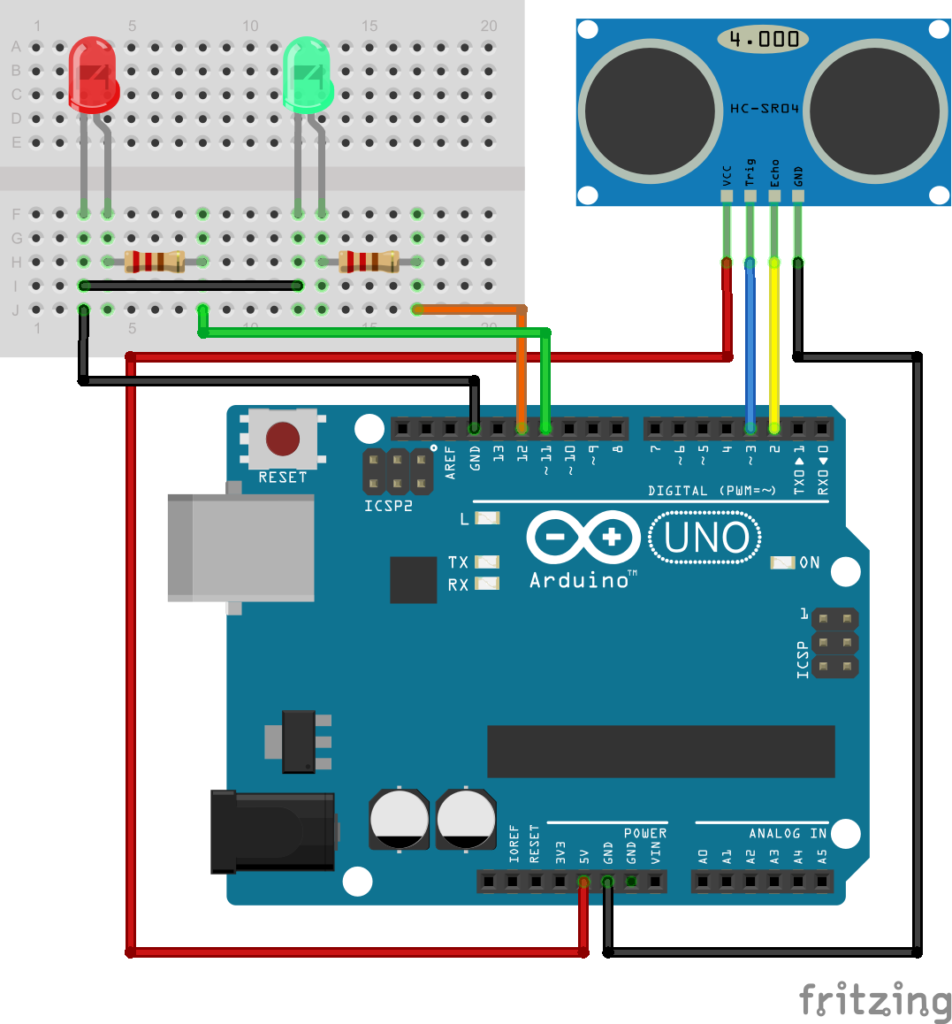 1 5 10 15 20
A
B
C
D
E
F
G
H
I
J
1 5 10 15 20
4.000
HC-SR04
VCC Trig Echo GND
RESET
ICSP2
AREF GND 13 12 ~11 ~10 ~9 8
7 ~6 ~5 4 ~3 2 TX0▶1 RX0◀0
DIGITAL (PWM=~)
L
TX
RX
UNO
Arduino™
ON
1
ICSP
POWER
ANALOG IN
IOREF RESET 3V3 5V GND GND VIN
A0 A1 A2 A3 A4 A5
fritzing